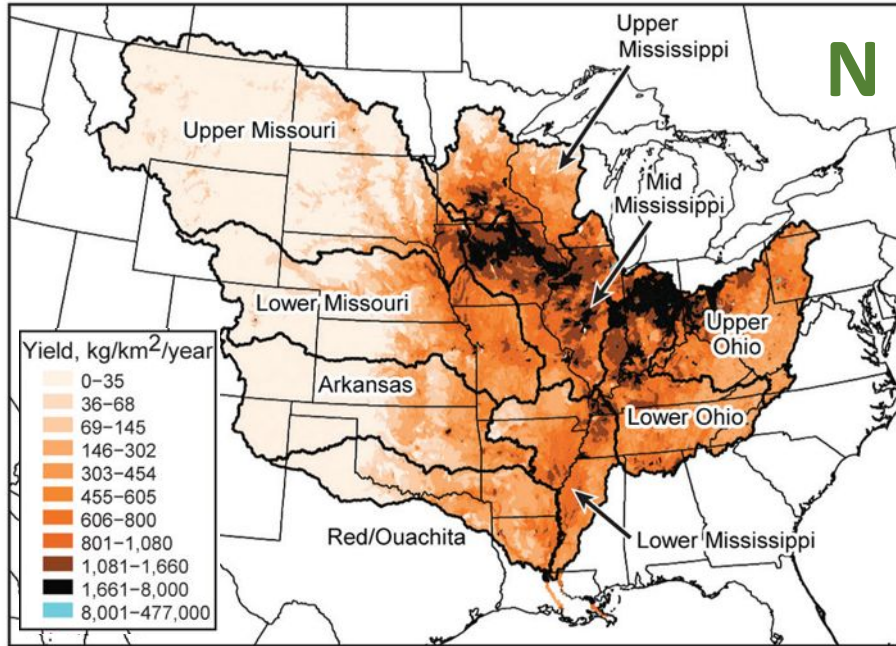 Upper
Mississippi
N
Upper Missouri
Mid
Mississippi
Lower Missouri
Upper
Ohio
Arkansas
Lower Ohio
Red/Ouachita
Lower Mississippi
Yield, kg/km²/year
0–35
36–68
69–145
146–302
303–454
455–605
606–800
801–1,080
1,081–1,660
1,661–8,000
8,001–477,000